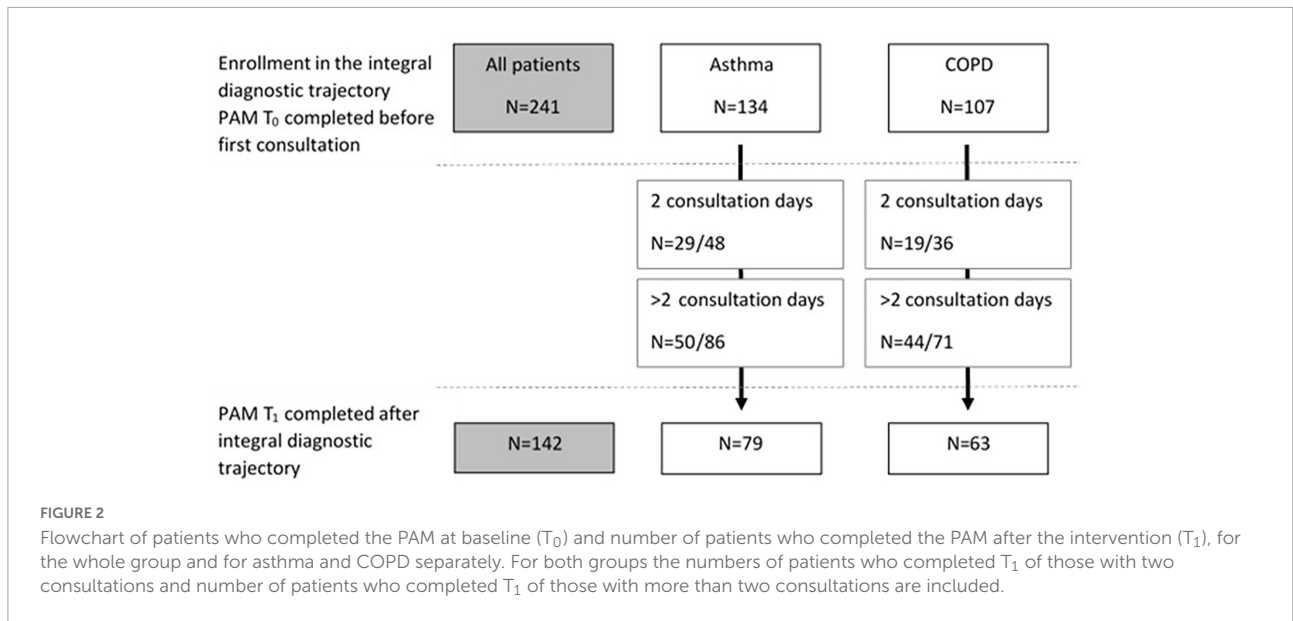 Enrollment in the integral
diagnostic trajectory
PAM T₀ completed before
first consultation
All patients
N=241
Asthma
N=134
COPD
N=107
2 consultation days
N=29/48
2 consultation days
N=19/36
>2 consultation days
N=50/86
>2 consultation days
N=44/71
PAM T₁ completed after
integral diagnostic
trajectory
N=142
N=79
N=63
FIGURE 2
Flowchart of patients who completed the PAM at baseline (T₀) and number of patients who completed the PAM after the intervention (T₁), for
the whole group and for asthma and COPD separately. For both groups the numbers of patients who completed T₁ of those with two
consultations and number of patients who completed T₁ of those with more than two consultations are included.